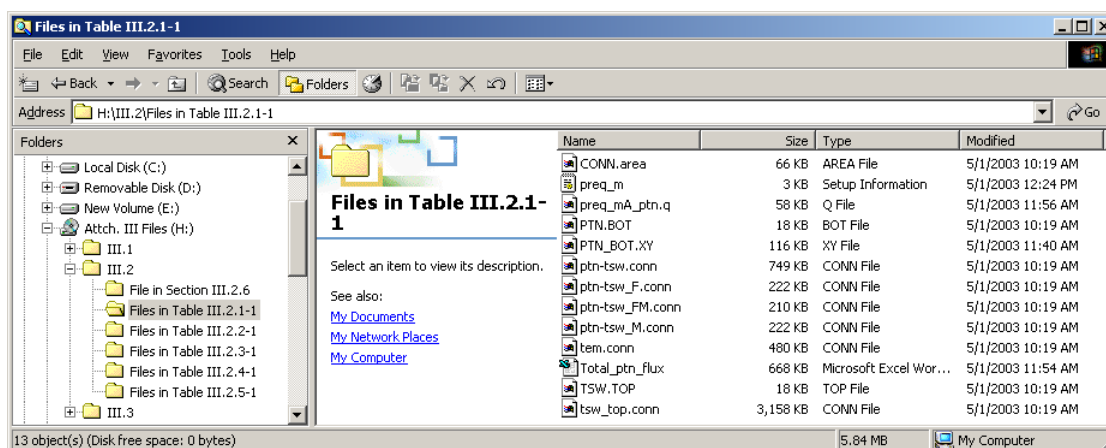 Files in Table III.2.1-1
File Edit View Favorites Tools Help
Back Search Folders
Address H:\III.2\Files in Table III.2.1-1 Go
Folders
Local Disk (C:)
Removable Disk (D:)
New Volume (E:)
Attch. III Files (H:)
III.1
III.2
File in Section III.2.6
Files in Table III.2.1-1
Files in Table III.2.2-1
Files in Table III.2.3-1
Files in Table III.2.4-1
Files in Table III.2.5-1
III.3
Files in Table III.2.1-
1
Select an item to view its description.
See also:
My Documents
My Network Places
My Computer
Name Size Type Modified
CONN.area 66 KB AREA File 5/1/2003 10:19 AM
preq_m 3 KB Setup Information 5/1/2003 12:24 PM
preq_mA_ptn.q 58 KB Q File 5/1/2003 11:56 AM
PTN.BOT 18 KB BOT File 5/1/2003 10:19 AM
PTN_BOT.XY 116 KB XY File 5/1/2003 11:40 AM
ptn-tsw.conn 749 KB CONN File 5/1/2003 10:19 AM
ptn-tsw_F.conn 222 KB CONN File 5/1/2003 10:19 AM
ptn-tsw_FM.conn 210 KB CONN File 5/1/2003 10:19 AM
ptn-tsw_M.conn 222 KB CONN File 5/1/2003 10:19 AM
tem.conn 480 KB CONN File 5/1/2003 10:19 AM
Total_ptn_flux 668 KB Microsoft Excel Wor... 5/1/2003 11:54 AM
TSW.TOP 18 KB TOP File 5/1/2003 10:19 AM
tsw_top.conn 3,158 KB CONN File 5/1/2003 10:19 AM
13 object(s) (Disk free space: 0 bytes) 5.84 MB My Computer